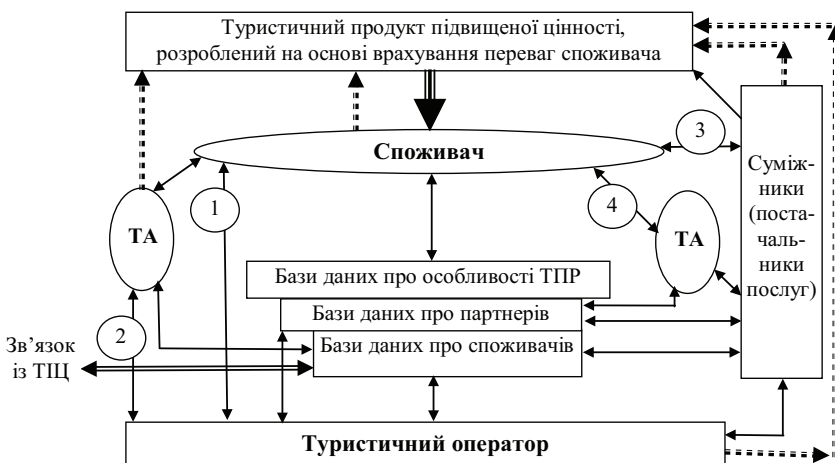 Туристичний продукт підвищеної цінності,
розроблений на основі врахування переваг споживача
Споживач
3
1
4
ТА
ТА
Суміж-
ники
(поста-
чаль-
ники
послуг)
Бази даних про особливості ТПР
Бази даних про партнерів
Бази даних про споживачів
2
Зв'язок
із ТІЦ
Туристичний оператор